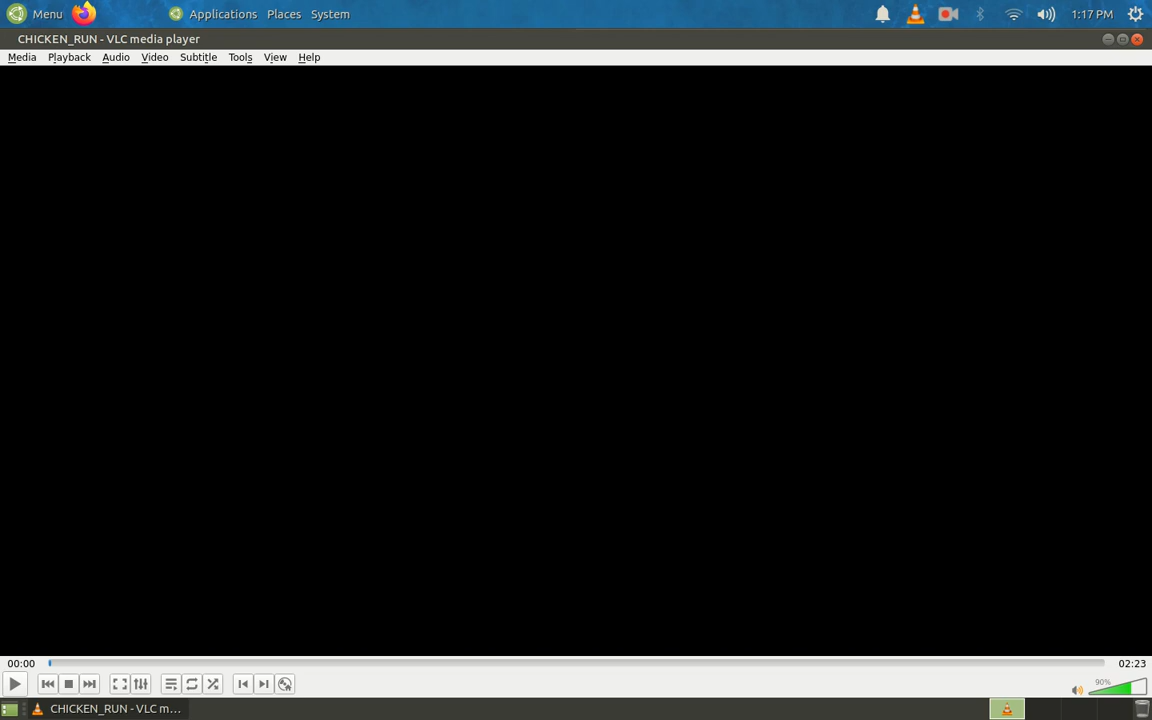 Menu Applications Places System 1:17 PM
CHICKEN_RUN - VLC media player
Media Playback Audio Video Subtitle Tools View Help
00:00 02:23
90%
CHICKEN_RUN - VLC m...